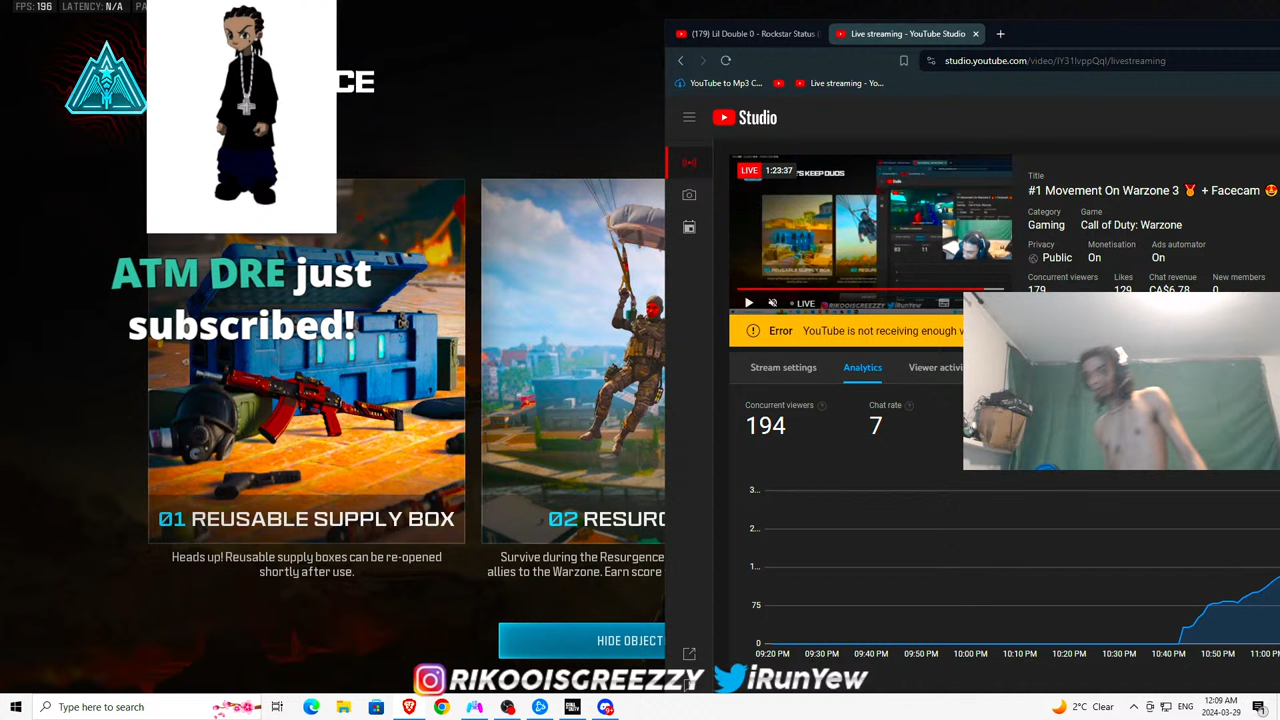 FPS: 196 LATENCY: N/A PA
CE
(179) Lil Double 0 - Rockstar Status (
Live streaming - YouTube Studio
studio.youtube.com/video/lY31lvppQqI/livestreaming
YouTube to Mp3 C...
Live streaming - Yo...
Studio
LIVE 1:23:37
LIVE
Title
#1 Movement On Warzone 3 🏅 + Facecam 🤩
Category
Game
Gaming
Call of Duty: Warzone
Privacy
Monetisation
Ads automator
Public
On
On
Concurrent viewers
Likes
Chat revenue
New members
179
129
CA$6.78
0
Error YouTube is not receiving enough v
Stream settings
Analytics
Viewer activi
Concurrent viewers
Chat rate
194
7
3...
2...
1...
75
0
09:20 PM 09:30 PM 09:40 PM 09:50 PM 10:00 PM 10:10 PM 10:20 PM 10:30 PM 10:40 PM 10:50 PM 11:00 P
ATM DRE just
subscribed!
01 REUSABLE SUPPLY BOX
Heads up! Reusable supply boxes can be re-opened
shortly after use.
02 RESURG
Survive during the Resurgence
allies to the Warzone. Earn score
HIDE OBJECT
RIKOOISGREEZZY
iRunYew
Type here to search
2°C Clear
ENG
12:09 AM
2024-03-29